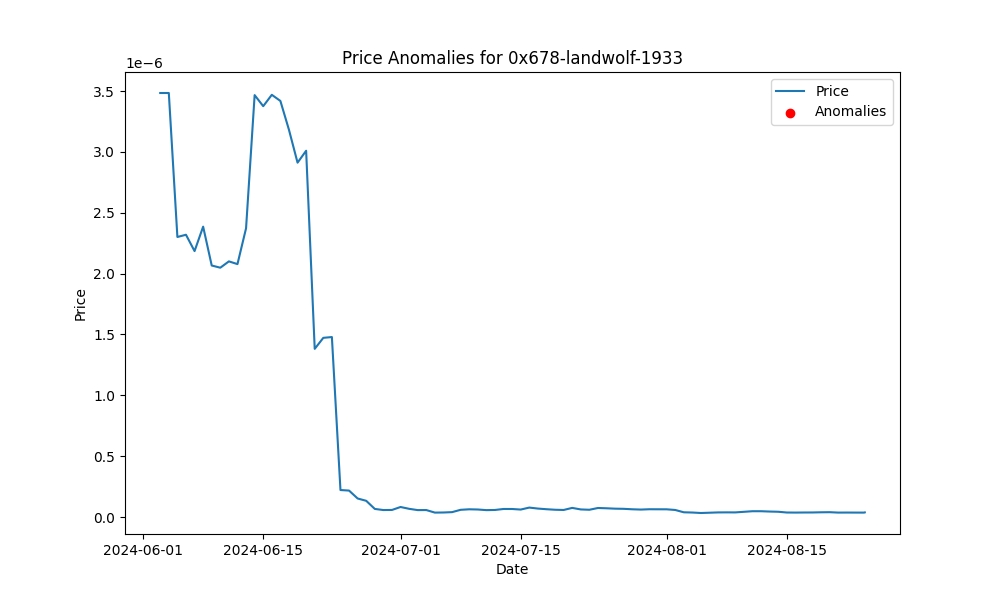 Price Anomalies for 0x678-landwolf-1933
1e−6
Price
Anomalies
3.5
3.0
2.5
2.0
1.5
1.0
0.5
0.0
Price
2024-06-01 2024-06-15 2024-07-01 2024-07-15 2024-08-01 2024-08-15
Date